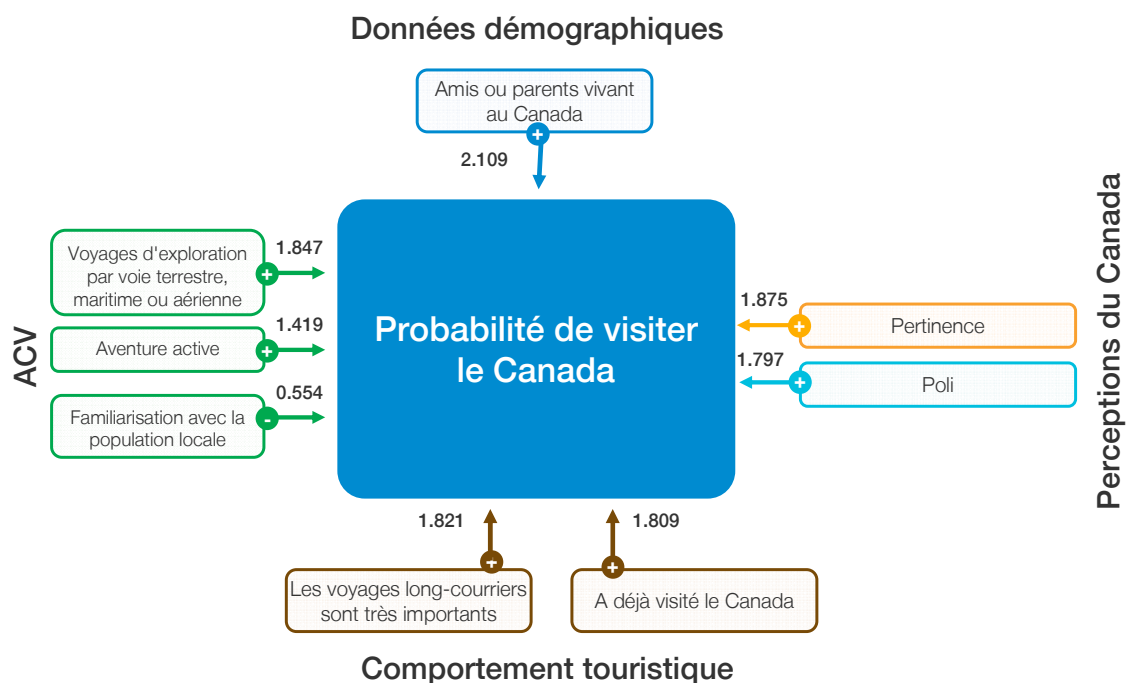 Données démographiques
Amis ou parents vivant
au Canada
+
2.109
ACV
Voyages d'exploration
par voie terrestre,
maritime ou aérienne
+
1.847
Aventure active
+
1.419
Familiarisation avec la
population locale
-
0.554
Probabilité de visiter
le Canada
1.875
+
Pertinence
1.797
+
Poli
Perceptions du Canada
1.821
+
Les voyages long-courriers
sont très importants
1.809
+
A déjà visité le Canada
Comportement touristique